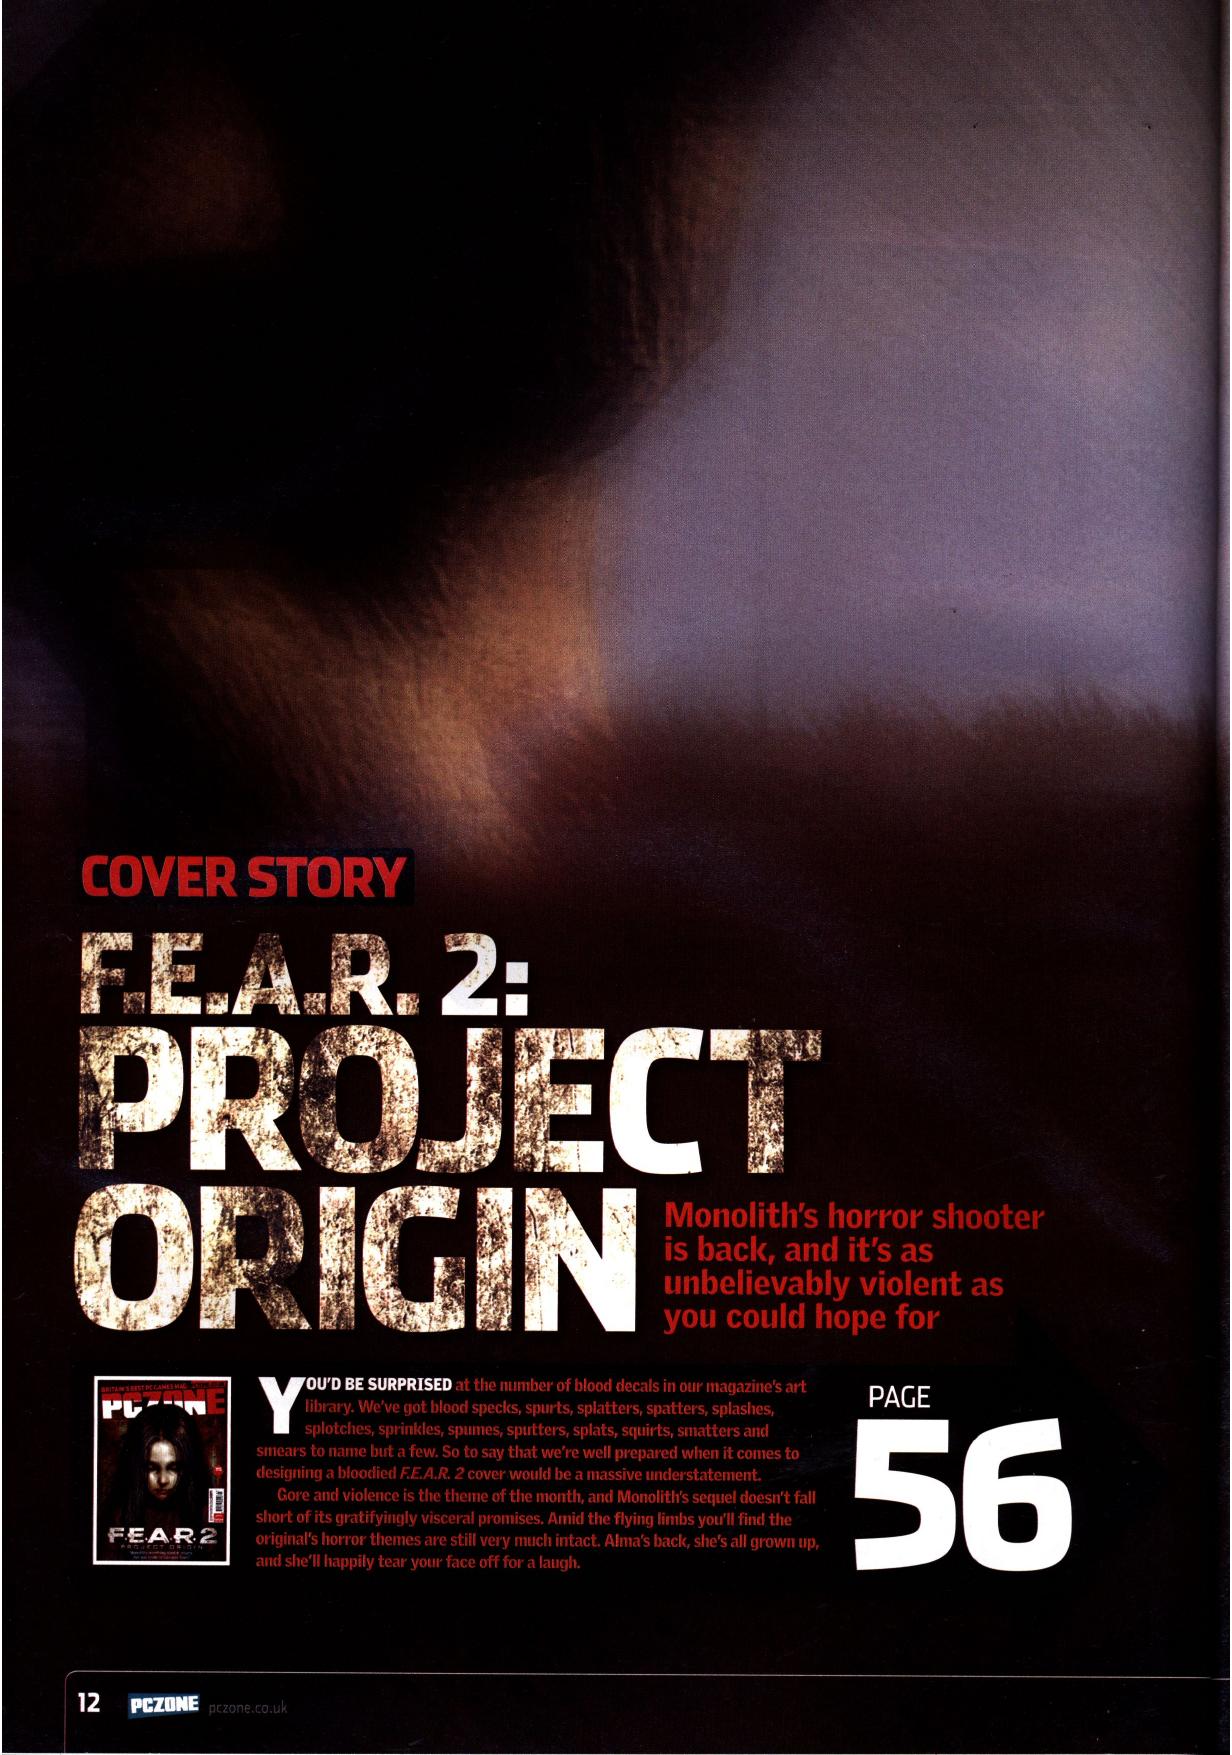 COVER STORY
F.E.A.R. 2:
PROJECT
ORIGIN
Monolith's horror shooter
is back, and it's as
unbelievably violent as
you could hope for
BRITAIN'S BEST PC GAMES MAG
PCZONE
F.E.A.R.2
PROJECT ORIGIN
YOU'D BE SURPRISED at the number of blood decals in our magazine's art
library. We've got blood specks, spurts, splatters, spatters, splashes,
splotches, sprinkles, spumes, sputters, splats, squirts, smatters and
smears to name but a few. So to say that we're well prepared when it comes to
designing a bloodied F.E.A.R. 2 cover would be a massive understatement.
Gore and violence is the theme of the month, and Monolith's sequel doesn't fall
short of its gratifyingly visceral promises. Amid the flying limbs you'll find the
original's horror themes are still very much intact. Alma's back, she's all grown up,
and she'll happily tear your face off for a laugh.
PAGE
56
12 PCZONE pczone.co.uk